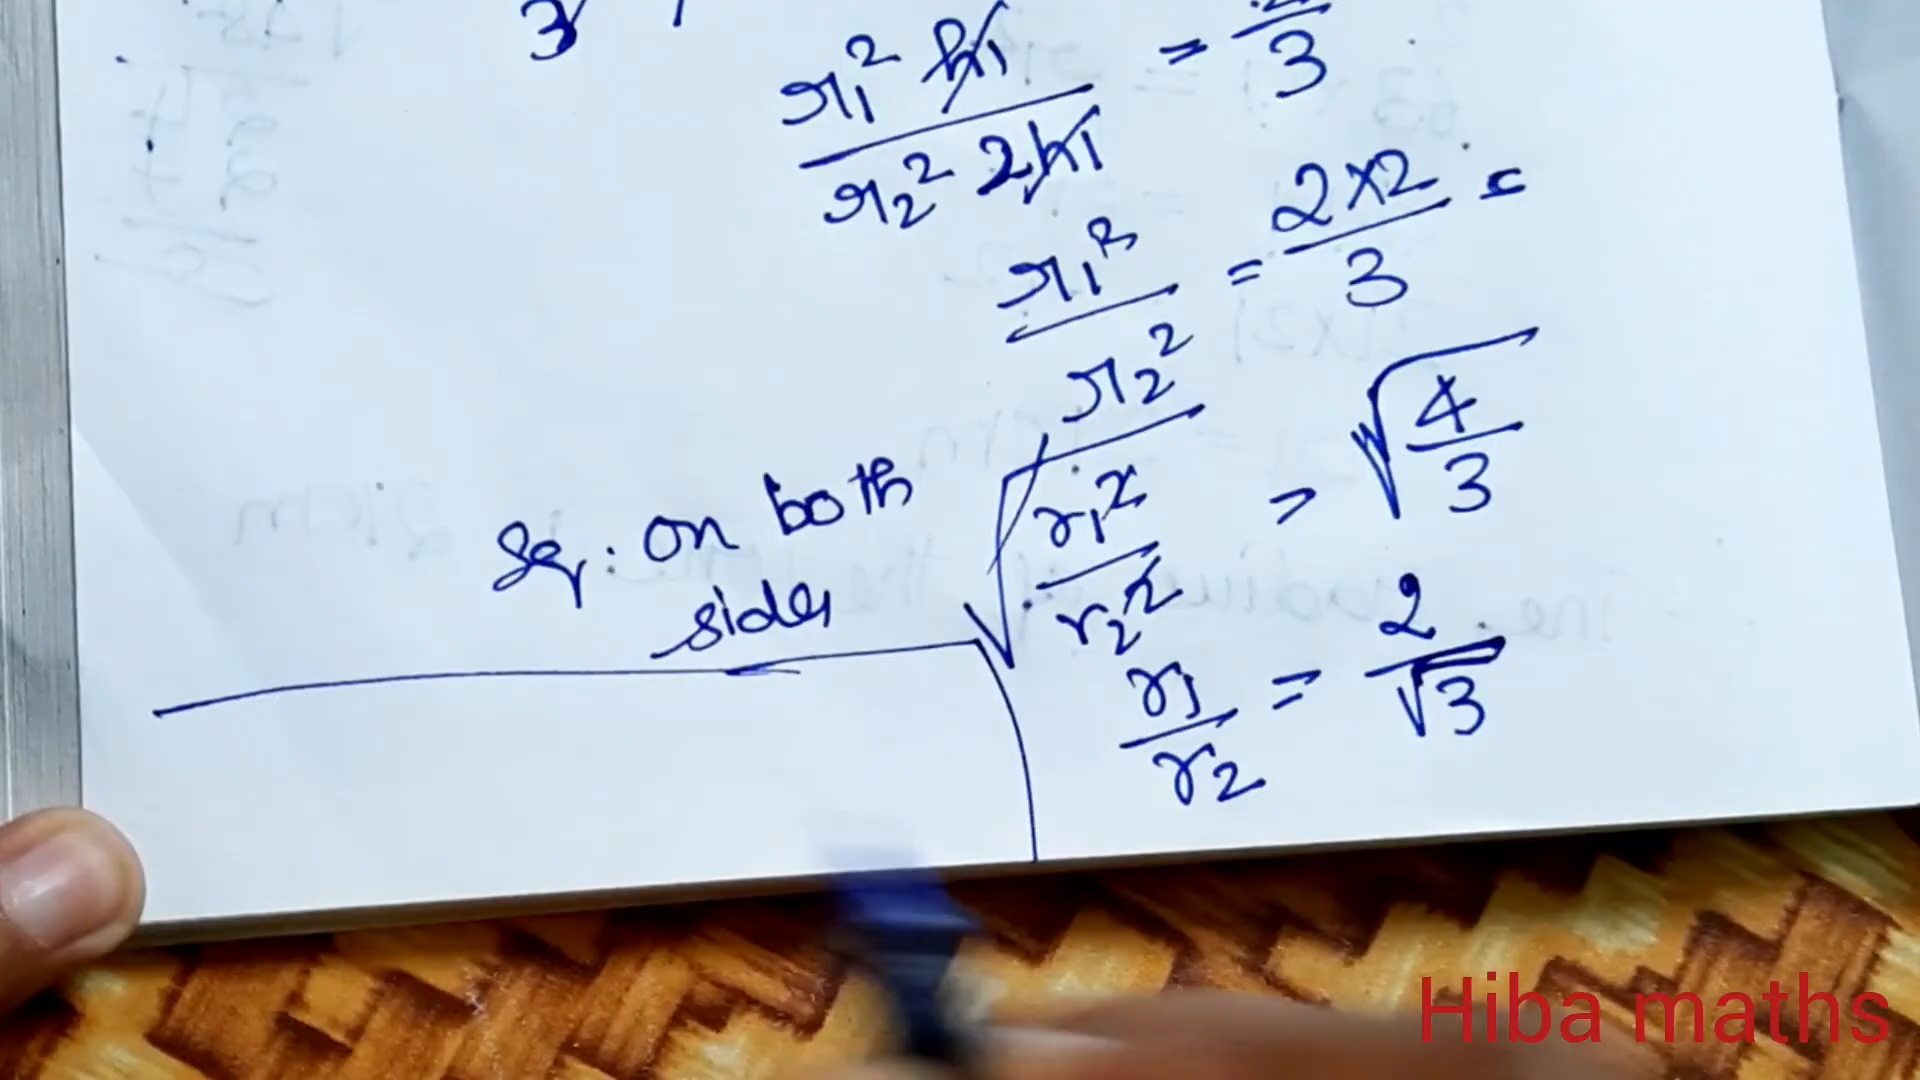 3
r₁² h₁ / r₂² 2h₁ = 2/3
r₁² / r₂² = 2×2 / 3 =
Sq. on both sides
√(r₁² / r₂²) = √(4/3)
r₁ / r₂ = 2 / √3
Hiba maths